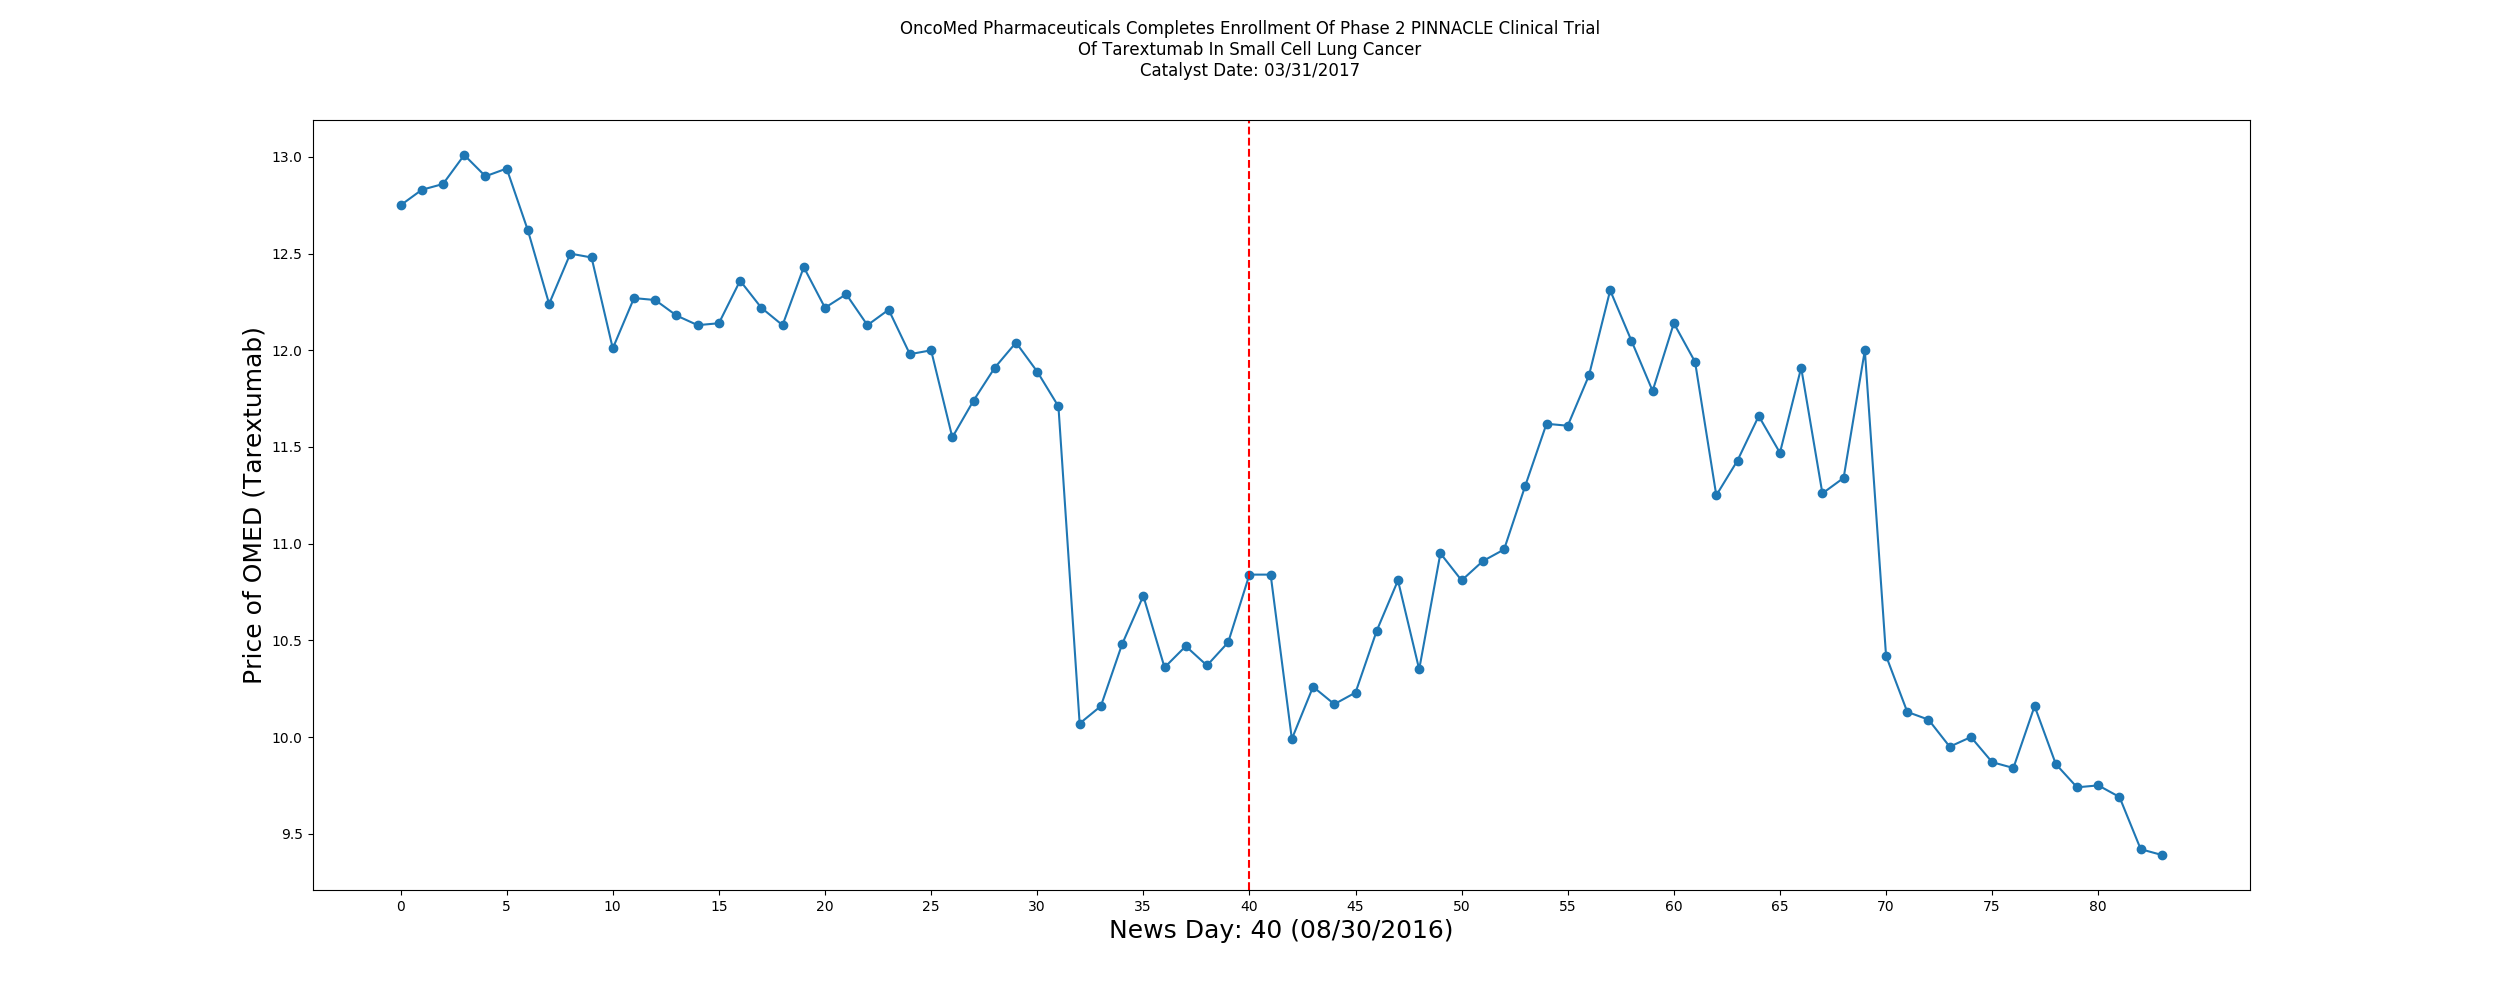 OncoMed Pharmaceuticals Completes Enrollment Of Phase 2 PINNACLE Clinical Trial
Of Tarextumab In Small Cell Lung Cancer
Catalyst Date: 03/31/2017
Price of OMED (Tarextumab)
13.0
12.5
12.0
11.5
11.0
10.5
10.0
9.5
0 5 10 15 20 25 30 35 40 45 50 55 60 65 70 75 80
News Day: 40 (08/30/2016)